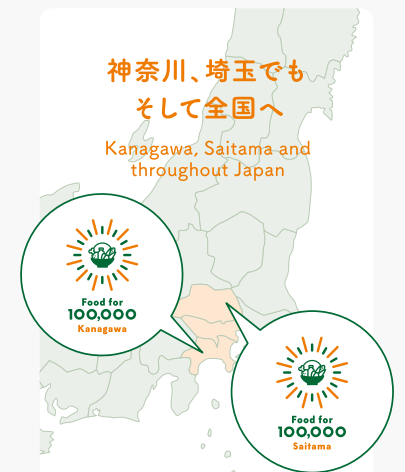 神奈川、埼玉でも
そして全国へ
Kanagawa, Saitama and
throughout Japan
Food for
100,000
Kanagawa
Food for
100,000
Saitama